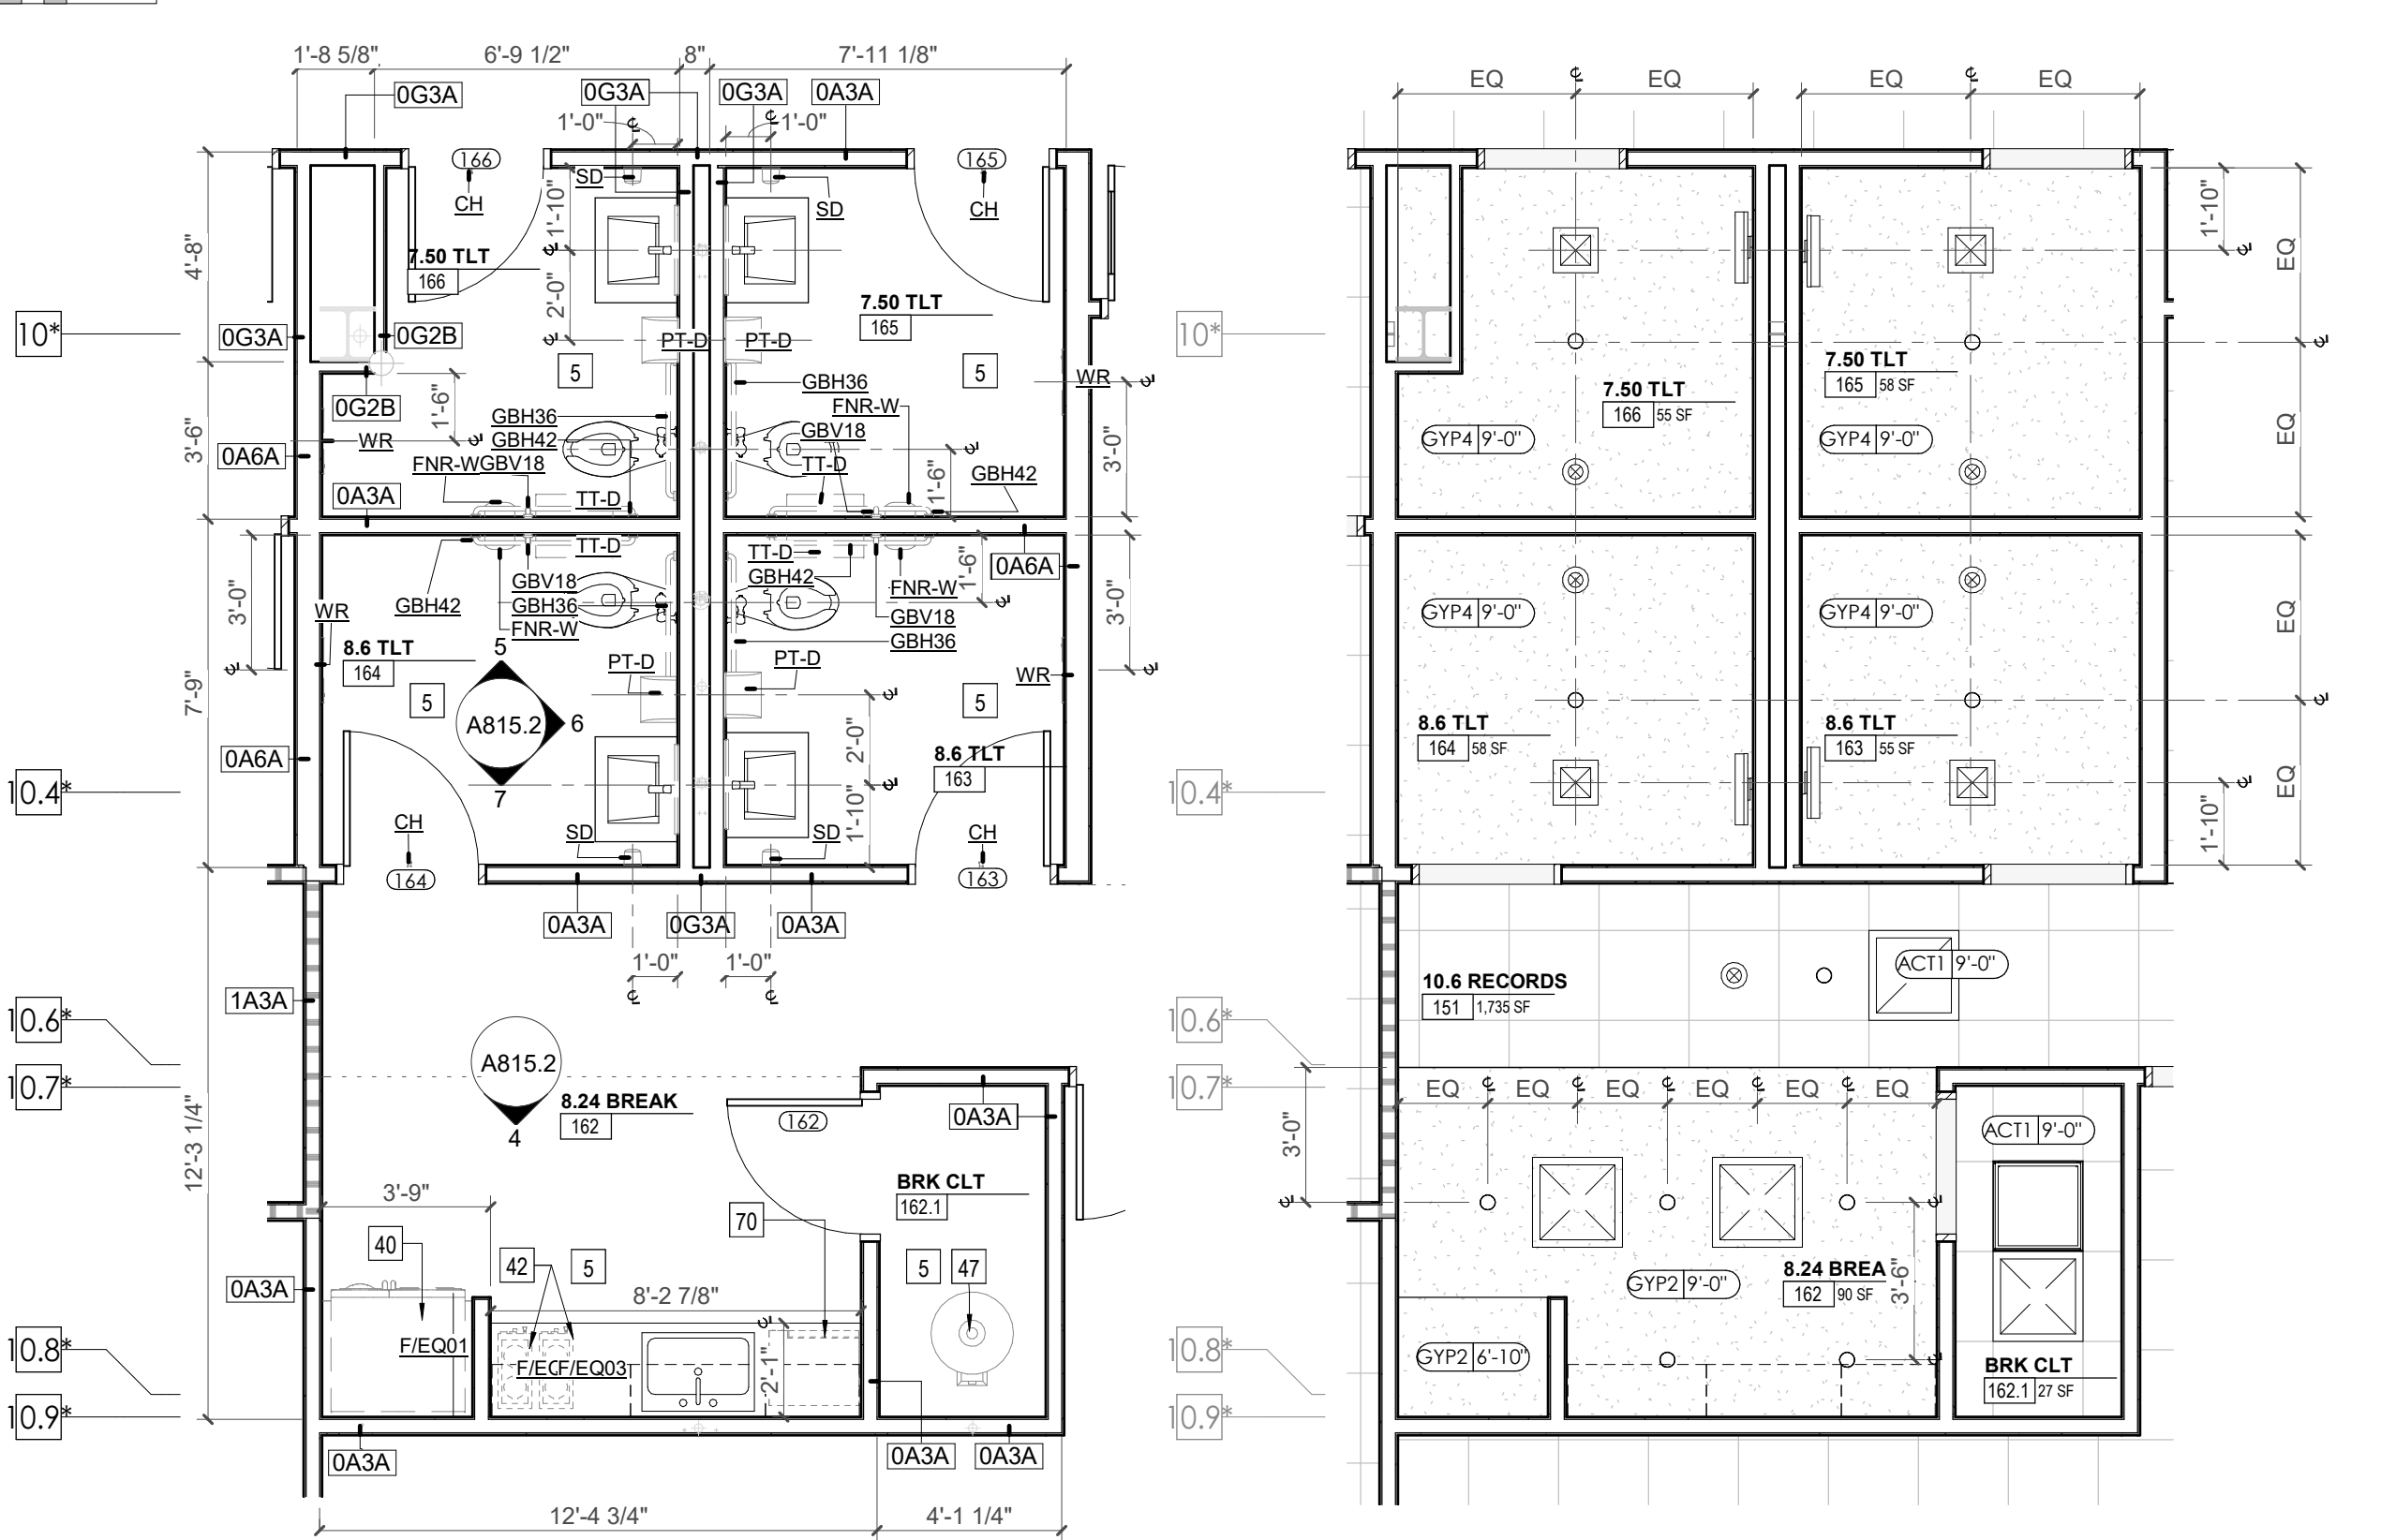 1'-8 5/8" 6'-9 1/2" 8" 7'-11 1/8"
0G3A 0G3A 0G3A 0A3A
1'-0" ℄ ℄ 1'-0"
166 165
SD
CH SD CH
1'-10"
4'-8"
7.50 TLT
166
2'-0"
7.50 TLT
165
10*
0G3A 0G2B PT-D PT-D
5 5 WR
GBH36
0G2B 1'-6" FNR-W
GBH36
3'-6" WR GBH42 GBV18 3'-0"
0A6A FNR-W GBV18 TT-D 1'-6" GBH42
0A3A TT-D
TT-D TT-D
0A6A
GBV18 GBH42 1'-6"
3'-0" WR GBH42 GBH36 FNR-W 3'-0"
FNR-W GBV18
GBH36
8.6 TLT
164
5
PT-D PT-D
WR
7'-9" 5 A815.2 6 5
7
2'-0"
8.6 TLT
163
0A6A
10.4*
1'-10"
CH SD SD CH
164 163
0A3A 0G3A 0A3A
1'-0" 1'-0"
℄ ℄
1A3A
10.6*
10.7*
A815.2
4
8.24 BREAK
162
162
0A3A
12'-3 1/4"
BRK CLT
162.1
3'-9"
40 42 5 70 5 47
0A3A
8'-2 7/8"
10.8*
F/EQ01
F/EQ F/EQ03
2'-1"
10.9*
0A3A 0A3A 0A3A
12'-4 3/4" 4'-1 1/4"
EQ ℄ EQ EQ ℄ EQ
1'-10"
EQ
10*
7.50 TLT
165 58 SF
7.50 TLT
166 55 SF
GYP4 9'-0" GYP4 9'-0"
EQ
GYP4 9'-0" GYP4 9'-0"
EQ
8.6 TLT
164 58 SF
8.6 TLT
163 55 SF
10.4*
EQ
1'-10"
ACT1 9'-0"
10.6 RECORDS
151 1,735 SF
10.6*
10.7*
EQ ℄ EQ ℄ EQ ℄ EQ ℄ EQ ℄ EQ
3'-0"
ACT1 9'-0"
GYP2 9'-0"
8.24 BREA
162 90 SF
3'-6"
10.8*
GYP2 6'-10"
BRK CLT
162.1 27 SF
10.9*